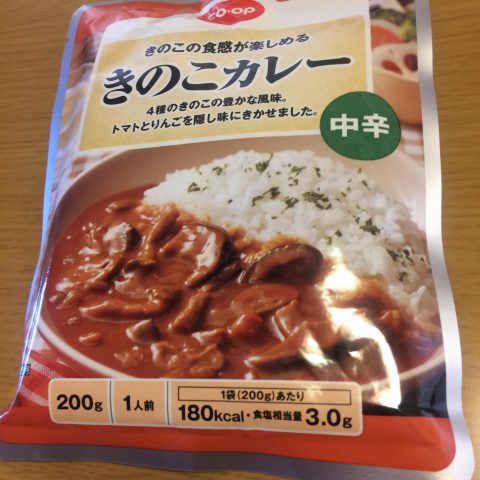 CO·OP
きのこの食感が楽しめる
きのこカレー
4種のきのこの豊かな風味。
トマトとりんごを隠し味にきかせました。
中辛
200g
1人前
1袋(200g)あたり
180kcal・食塩相当量3.0g